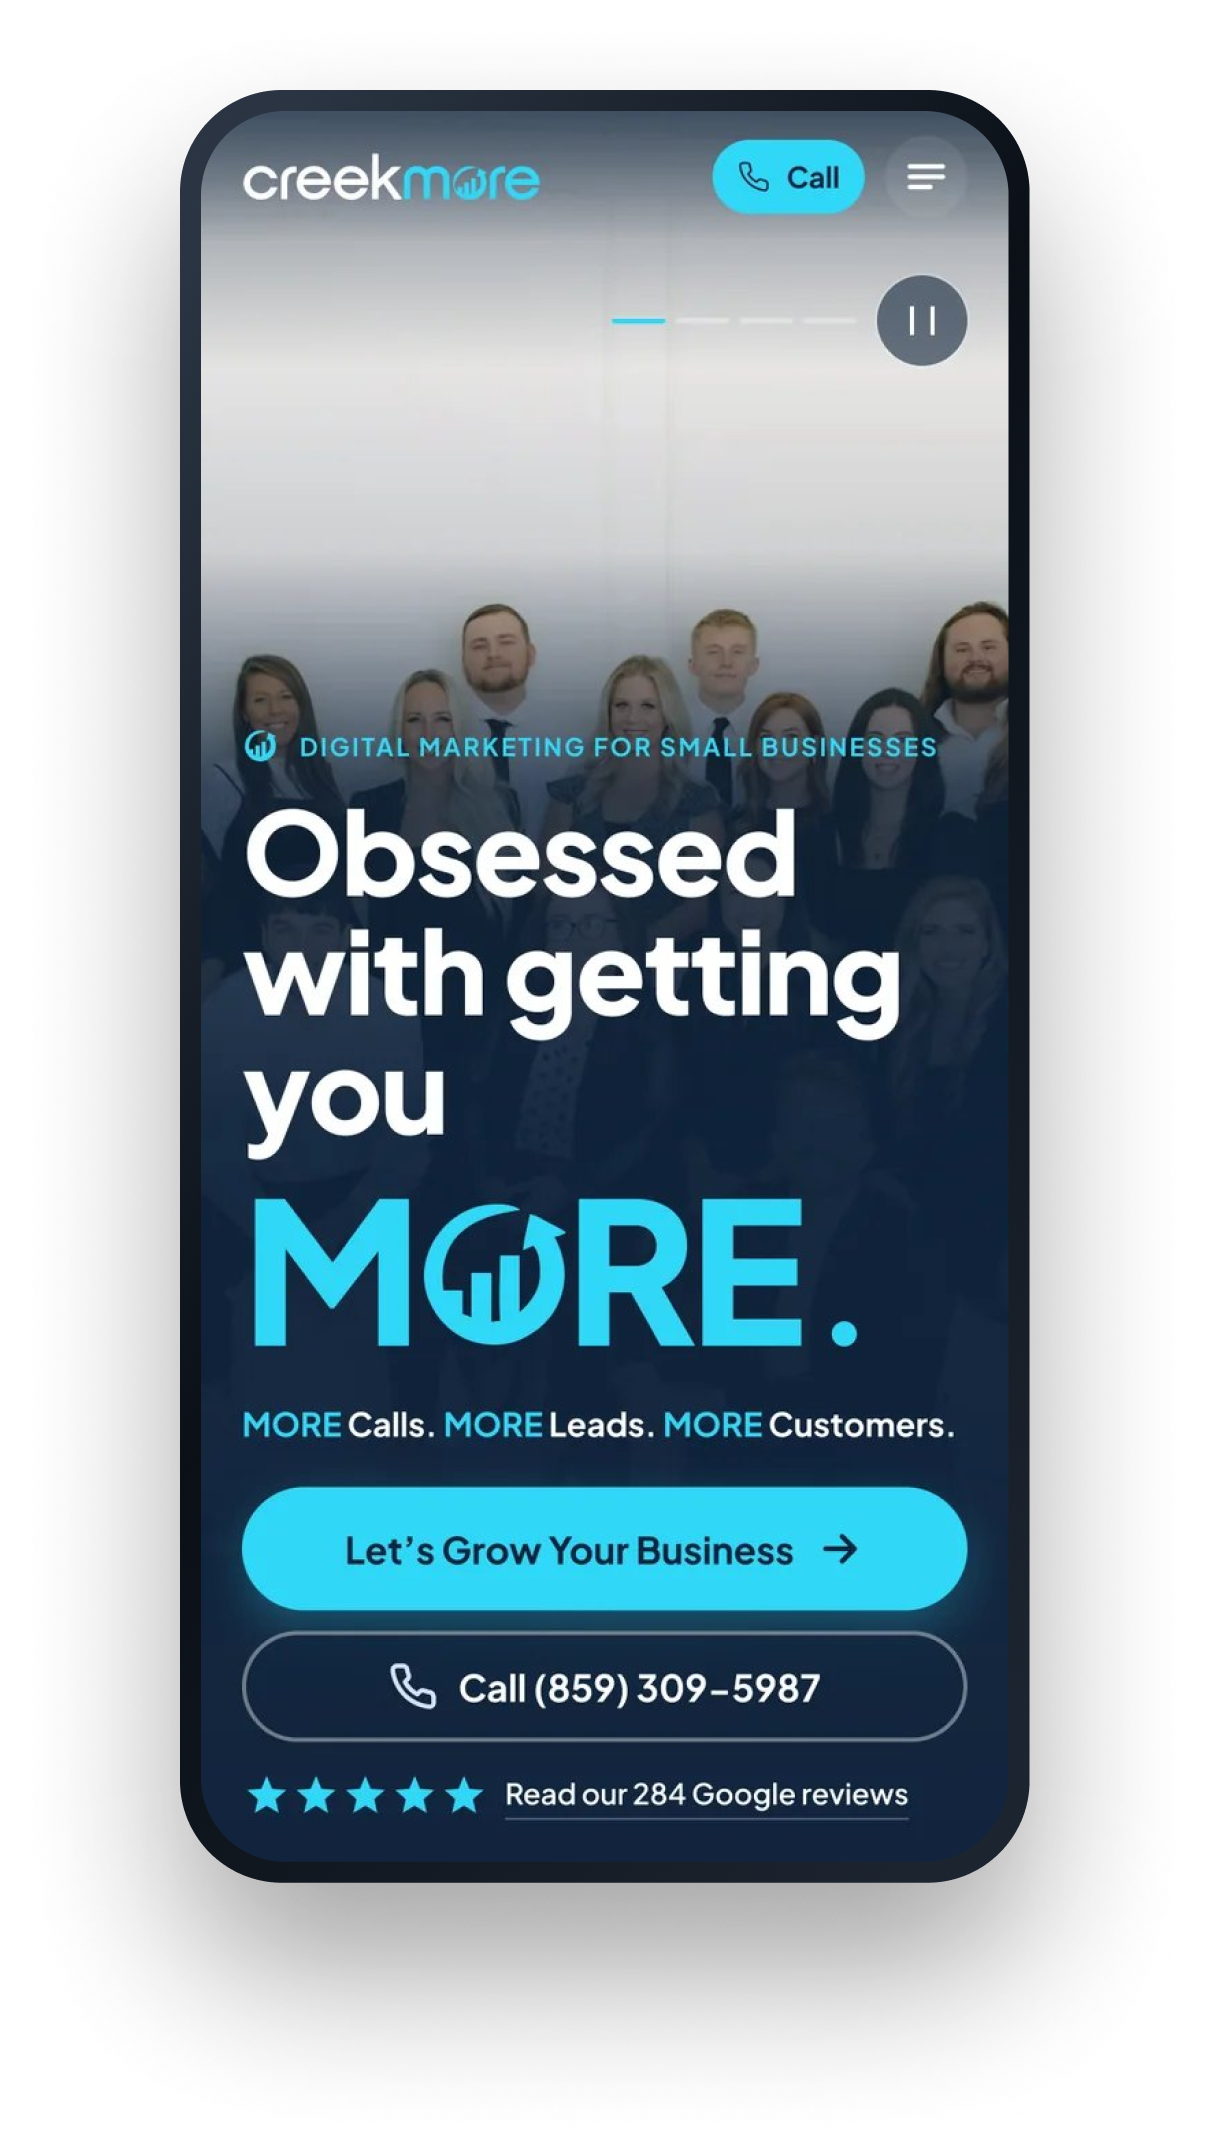 creekmore
Call
DIGITAL MARKETING FOR SMALL BUSINESSES
Obsessed
with getting
you
MORE.
MORE Calls. MORE Leads. MORE Customers.
Let’s Grow Your Business →
Call (859) 309-5987
Read our 284 Google reviews